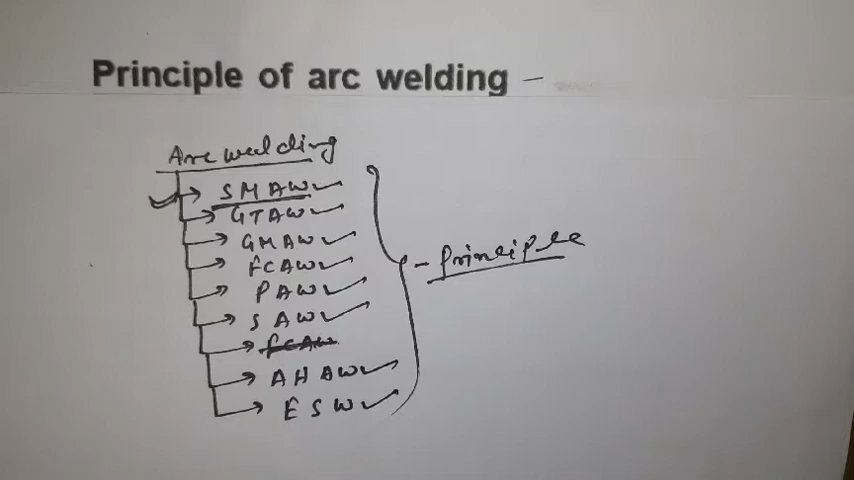 Principle of arc welding –
Arc welding
SMAW
GTAW
GMAW
FCAW
PAW
SAW
FCAW
AHAW
ESW
- Principle